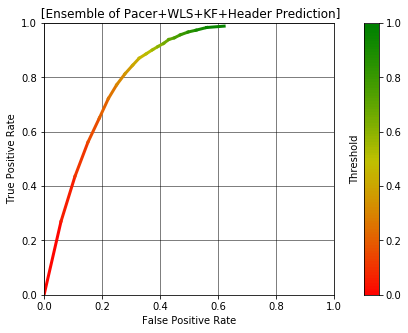 [Ensemble of Pacer+WLS+KF+Header Prediction]
1.0
0.8
0.6
0.4
0.2
0.0
True Positive Rate
0.0 0.2 0.4 0.6 0.8 1.0
False Positive Rate
Threshold
1.0
0.8
0.6
0.4
0.2
0.0